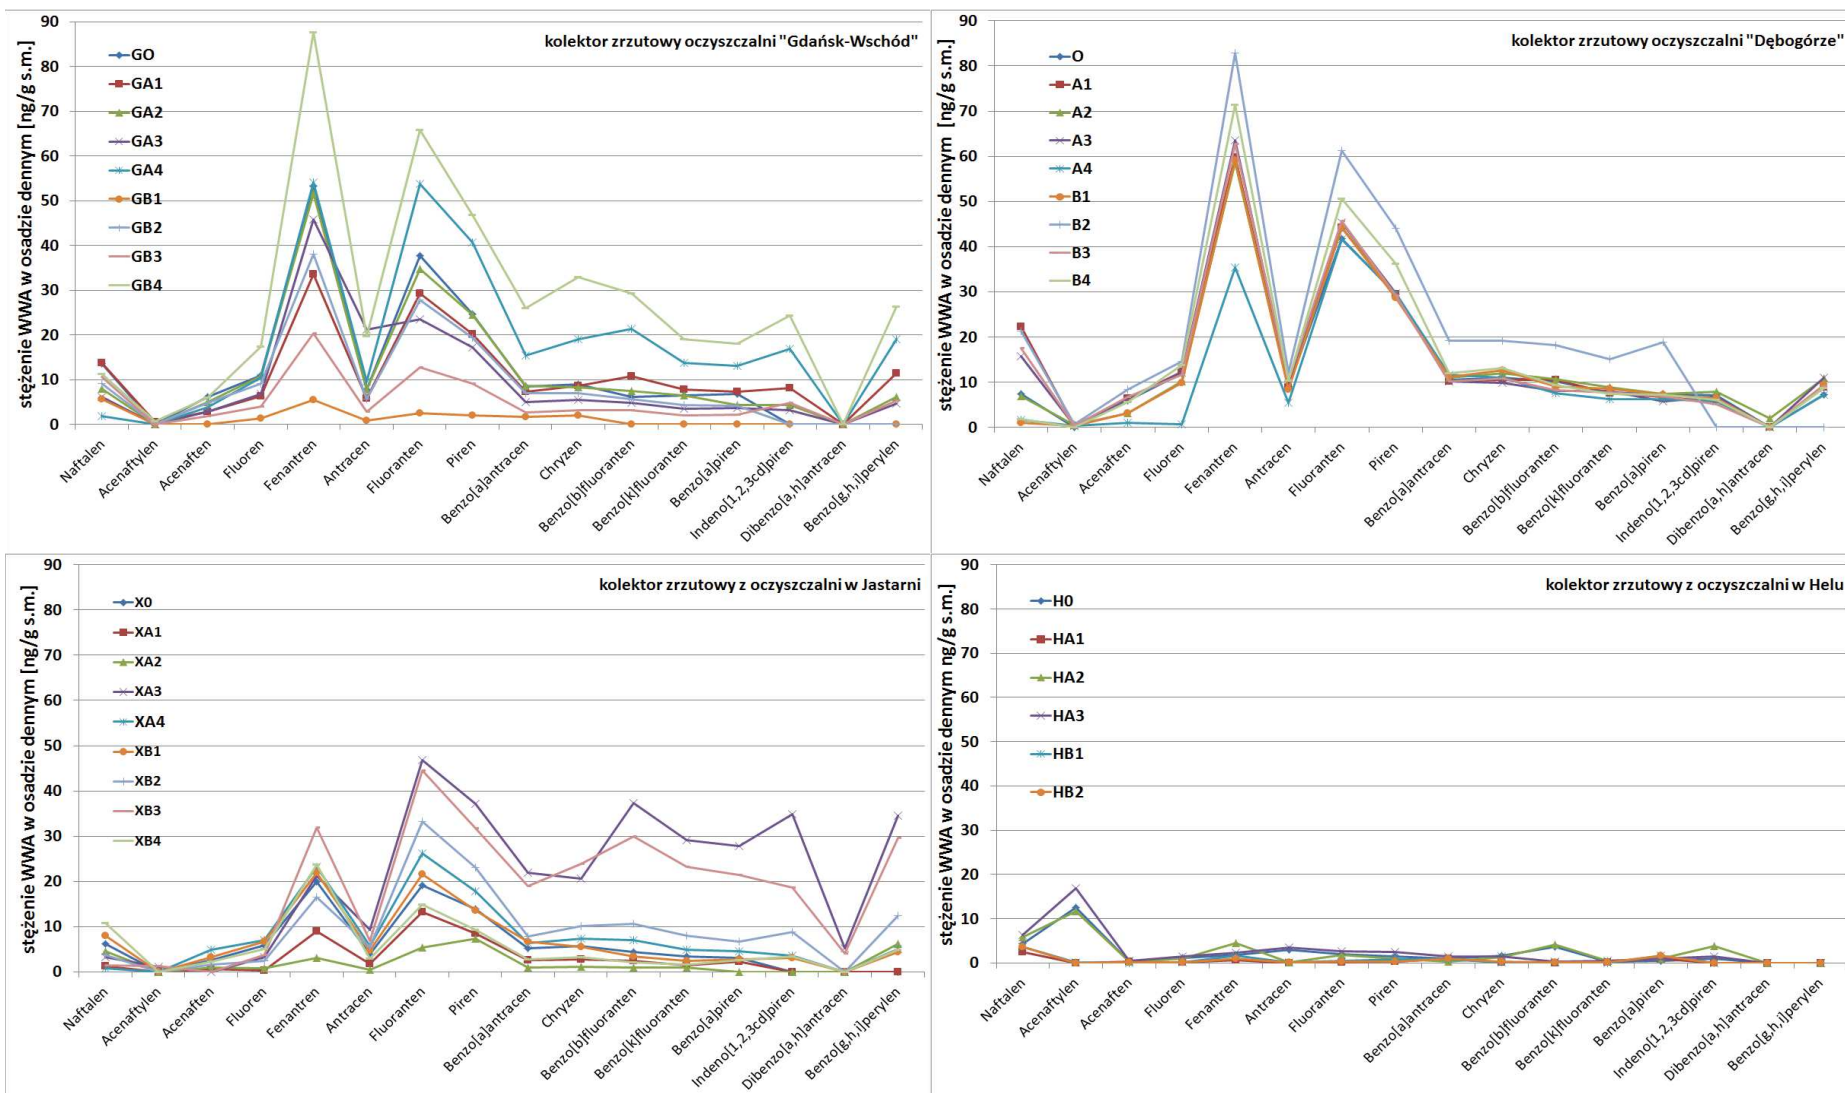 kolektor zrzutowy oczyszczalni "Gdańsk-Wschód"
stężenie WWA w osadzie dennym [ng/g s.m.]
90
80
70
60
50
40
30
20
10
0
GO
GA1
GA2
GA3
GA4
GB1
GB2
GB3
GB4
Naftalen
Acenaftylen
Acenaften
Fluoren
Fenantren
Antracen
Fluoranten
Piren
Benzo[a]antracen
Chryzen
Benzo[b]fluoranten
Benzo[k]fluoranten
Benzo[a]piren
Indeno[1,2,3cd]piren
Dibenzo[a,h]antracen
Benzo[g,h,i]perylen
kolektor zrzutowy oczyszczalni "Dębogórze"
stężenie WWA w osadzie dennym [ng/g s.m.]
90
80
70
60
50
40
30
20
10
0
O
A1
A2
A3
A4
B1
B2
B3
B4
Naftalen
Acenaftylen
Acenaften
Fluoren
Fenantren
Antracen
Fluoranten
Piren
Benzo[a]antracen
Chryzen
Benzo[b]fluoranten
Benzo[k]fluoranten
Benzo[a]piren
Indeno[1,2,3cd]piren
Dibenzo[a,h]antracen
Benzo[g,h,i]perylen
kolektor zrzutowy z oczyszczalni w Jastarni
stężenie WWA w osadzie dennym [ng/g s.m.]
90
80
70
60
50
40
30
20
10
0
X0
XA1
XA2
XA3
XA4
XB1
XB2
XB3
XB4
Naftalen
Acenaftylen
Acenaften
Fluoren
Fenantren
Antracen
Fluoranten
Piren
Benzo[a]antracen
Chryzen
Benzo[b]fluoranten
Benzo[k]fluoranten
Benzo[a]piren
Indeno[1,2,3cd]piren
Dibenzo[a,h]antracen
Benzo[g,h,i]perylen
kolektor zrzutowy z oczyszczalni w Helu
stężenie WWA w osadzie dennym ng/g s.m.]
90
80
70
60
50
40
30
20
10
0
H0
HA1
HA2
HA3
HB1
HB2
Naftalen
Acenaftylen
Acenaften
Fluoren
Fenantren
Antracen
Fluoranten
Piren
Benzo[a]antracen
Chryzen
Benzo[b]fluoranten
Benzo[k]fluoranten
Benzo[a]piren
Indeno[1,2,3cd]piren
Dibenzo[a,h]antracen
Benzo[g,h,i]perylen